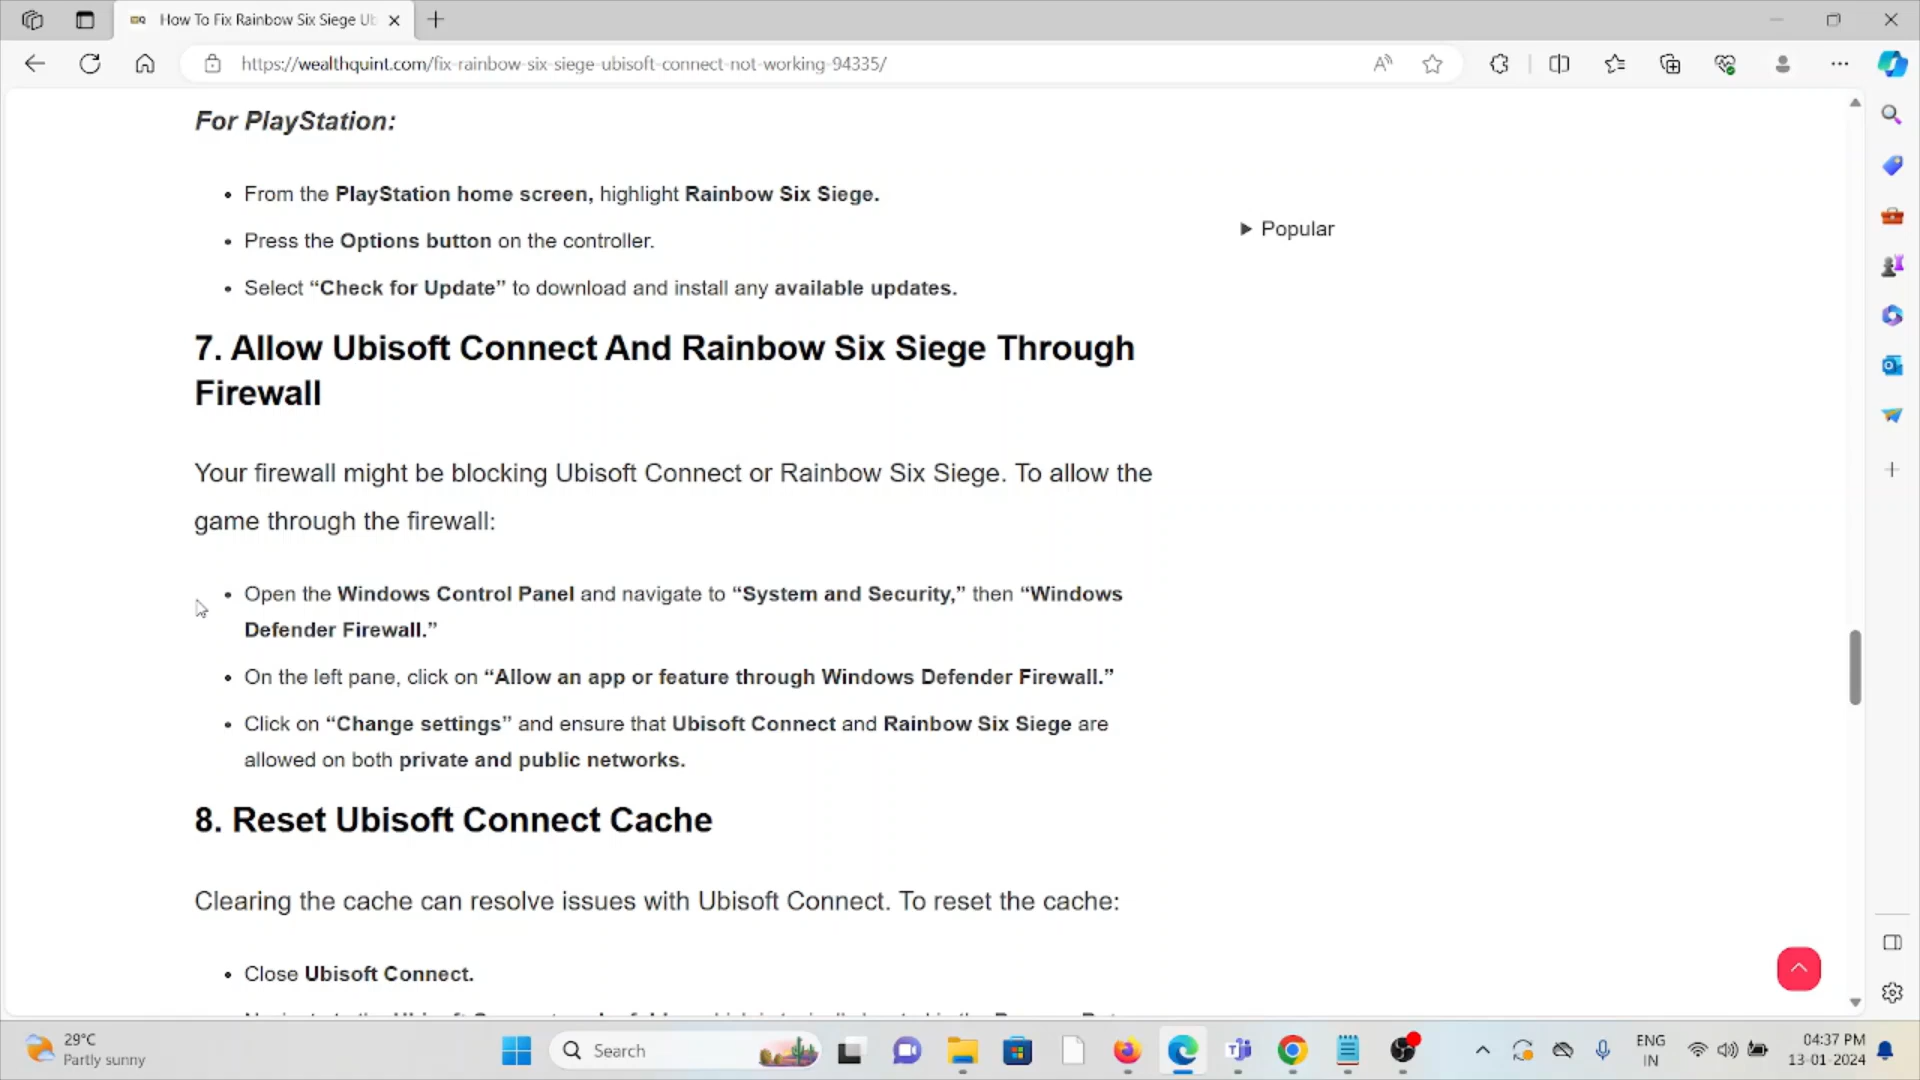 How To Fix Rainbow Six Siege Ub
https://wealthquint.com/fix-rainbow-six-siege-ubisoft-connect-not-working-94335/
For PlayStation:
• From the PlayStation home screen, highlight Rainbow Six Siege.
Popular
• Press the Options button on the controller.
• Select “Check for Update” to download and install any available updates.
7. Allow Ubisoft Connect And Rainbow Six Siege Through
Firewall
Your firewall might be blocking Ubisoft Connect or Rainbow Six Siege. To allow the
game through the firewall:
• Open the Windows Control Panel and navigate to “System and Security,” then “Windows
Defender Firewall.”
• On the left pane, click on “Allow an app or feature through Windows Defender Firewall.”
• Click on “Change settings” and ensure that Ubisoft Connect and Rainbow Six Siege are
allowed on both private and public networks.
8. Reset Ubisoft Connect Cache
Clearing the cache can resolve issues with Ubisoft Connect. To reset the cache:
• Close Ubisoft Connect.
29°C
Partly sunny
Search
ENG
IN
04:37 PM
13-01-2024